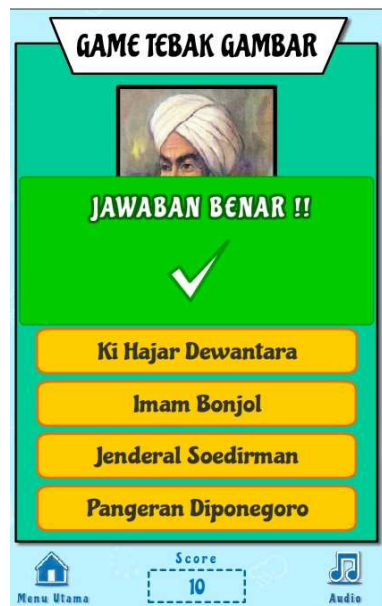 GAME TEBAK GAMBAR
JAWABAN BENAR !!
Ki Hajar Dewantara
Imam Bonjol
Jenderal Soedirman
Pangeran Diponegoro
Menu Utama
Score
10
Audio